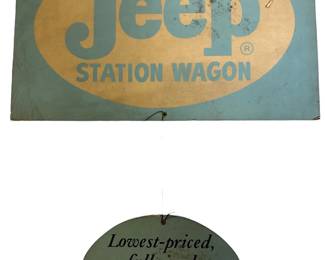 Jeep
®
STATION WAGON
Lowest-priced,